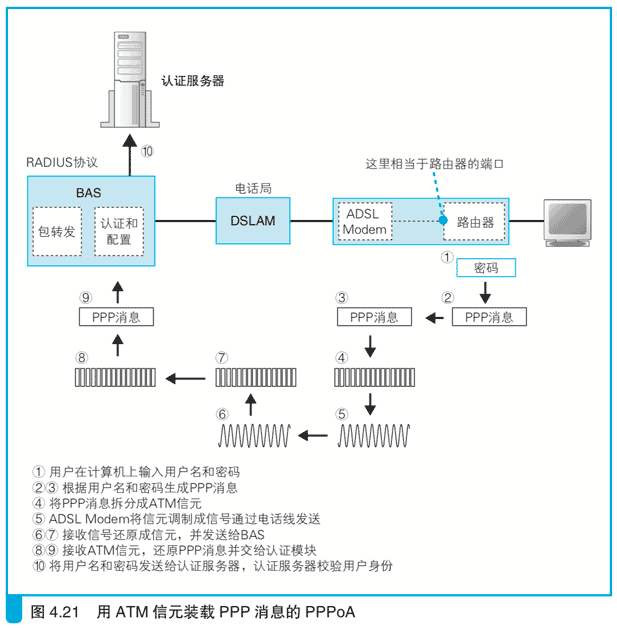 认证服务器
⑩
RADIUS协议
这里相当于路由器的端口
BAS
电话局
包转发
认证和
配置
DSLAM
ADSL
Modem
路由器
① 密码
⑨
③
②
PPP消息
PPP消息
PPP消息
⑧
⑦
④
⑥
⑤
① 用户在计算机上输入用户名和密码
②③ 根据用户名和密码生成PPP消息
④ 将PPP消息拆分成ATM信元
⑤ ADSL Modem将信元调制成信号通过电话线发送
⑥⑦ 接收信号还原成信元，并发送给BAS
⑧⑨ 接收ATM信元，还原PPP消息并交给认证模块
⑩ 将用户名和密码发送给认证服务器，认证服务器校验用户身份
图 4.21 用 ATM 信元装载 PPP 消息的 PPPoA